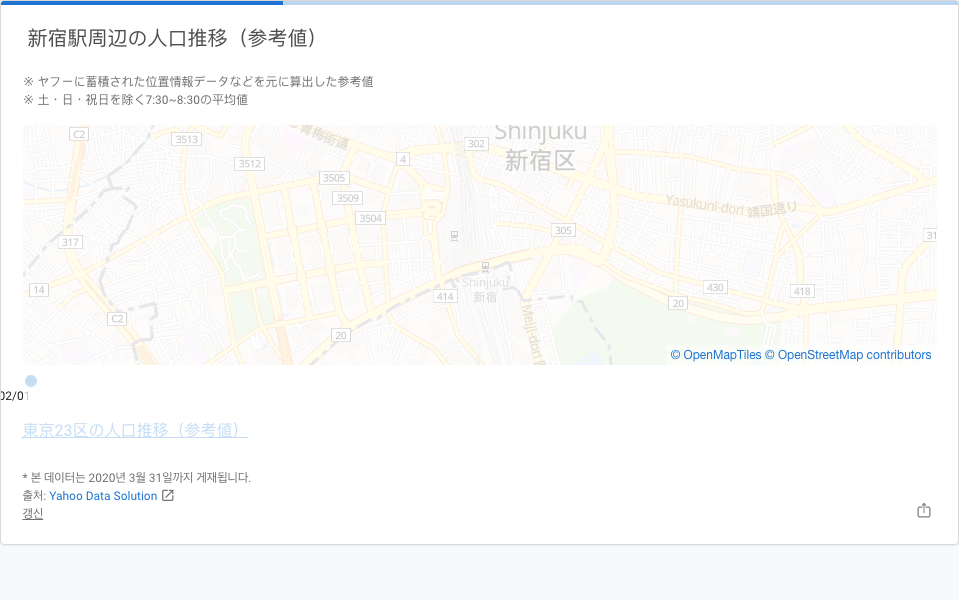 新宿駅周辺の人口推移（参考値）
※ ヤフーに蓄積された位置情報データなどを元に算出した参考値
※ 土・日・祝日を除く7:30~8:30の平均値
C2
3513
青梅街道
302
Shinjuku
新宿区
4
3512
3505
3509
3504
Yasukuni-dori 靖国通り
305
317
31
Shinjuku
新宿
14
414
430
418
20
C2
20
Meiji-dori
© OpenMapTiles © OpenStreetMap contributors
02/01
東京23区の人口推移（参考値）
* 본 데이터는 2020년 3월 31일까지 게재됩니다.
출처: Yahoo Data Solution
갱신